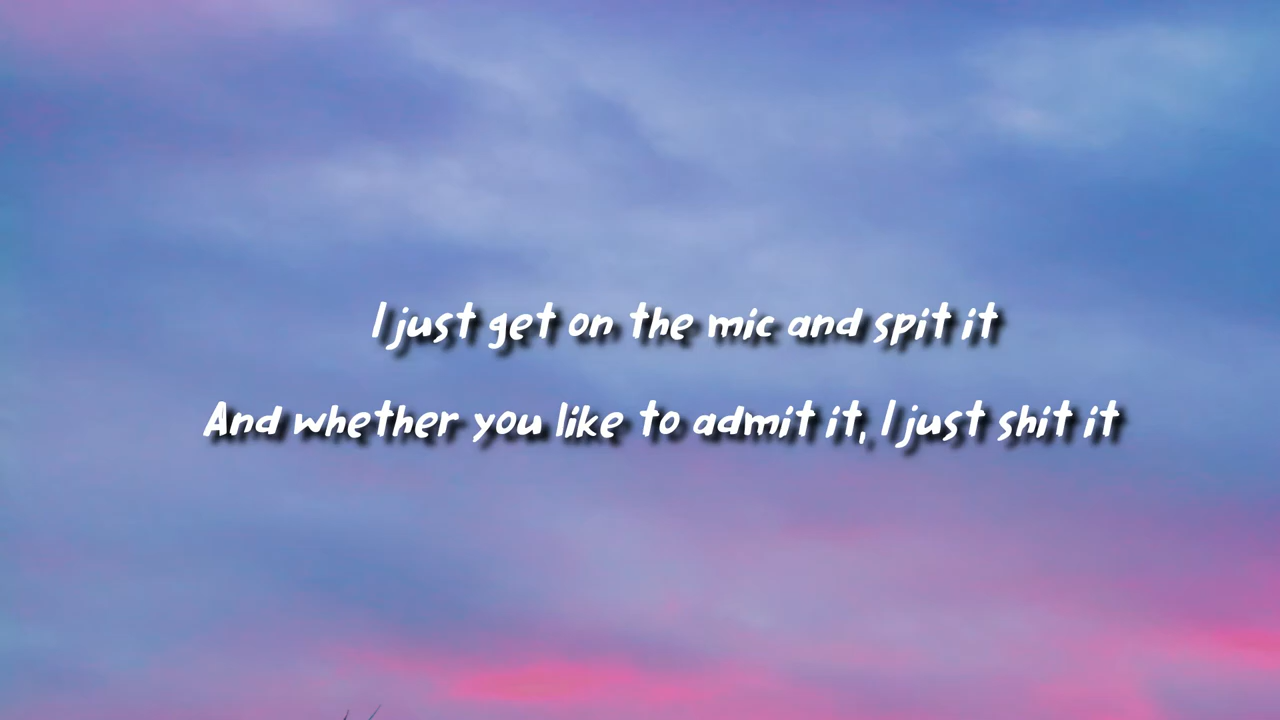 I just get on the mic and spit it
And whether you like to admit it, I just shit it